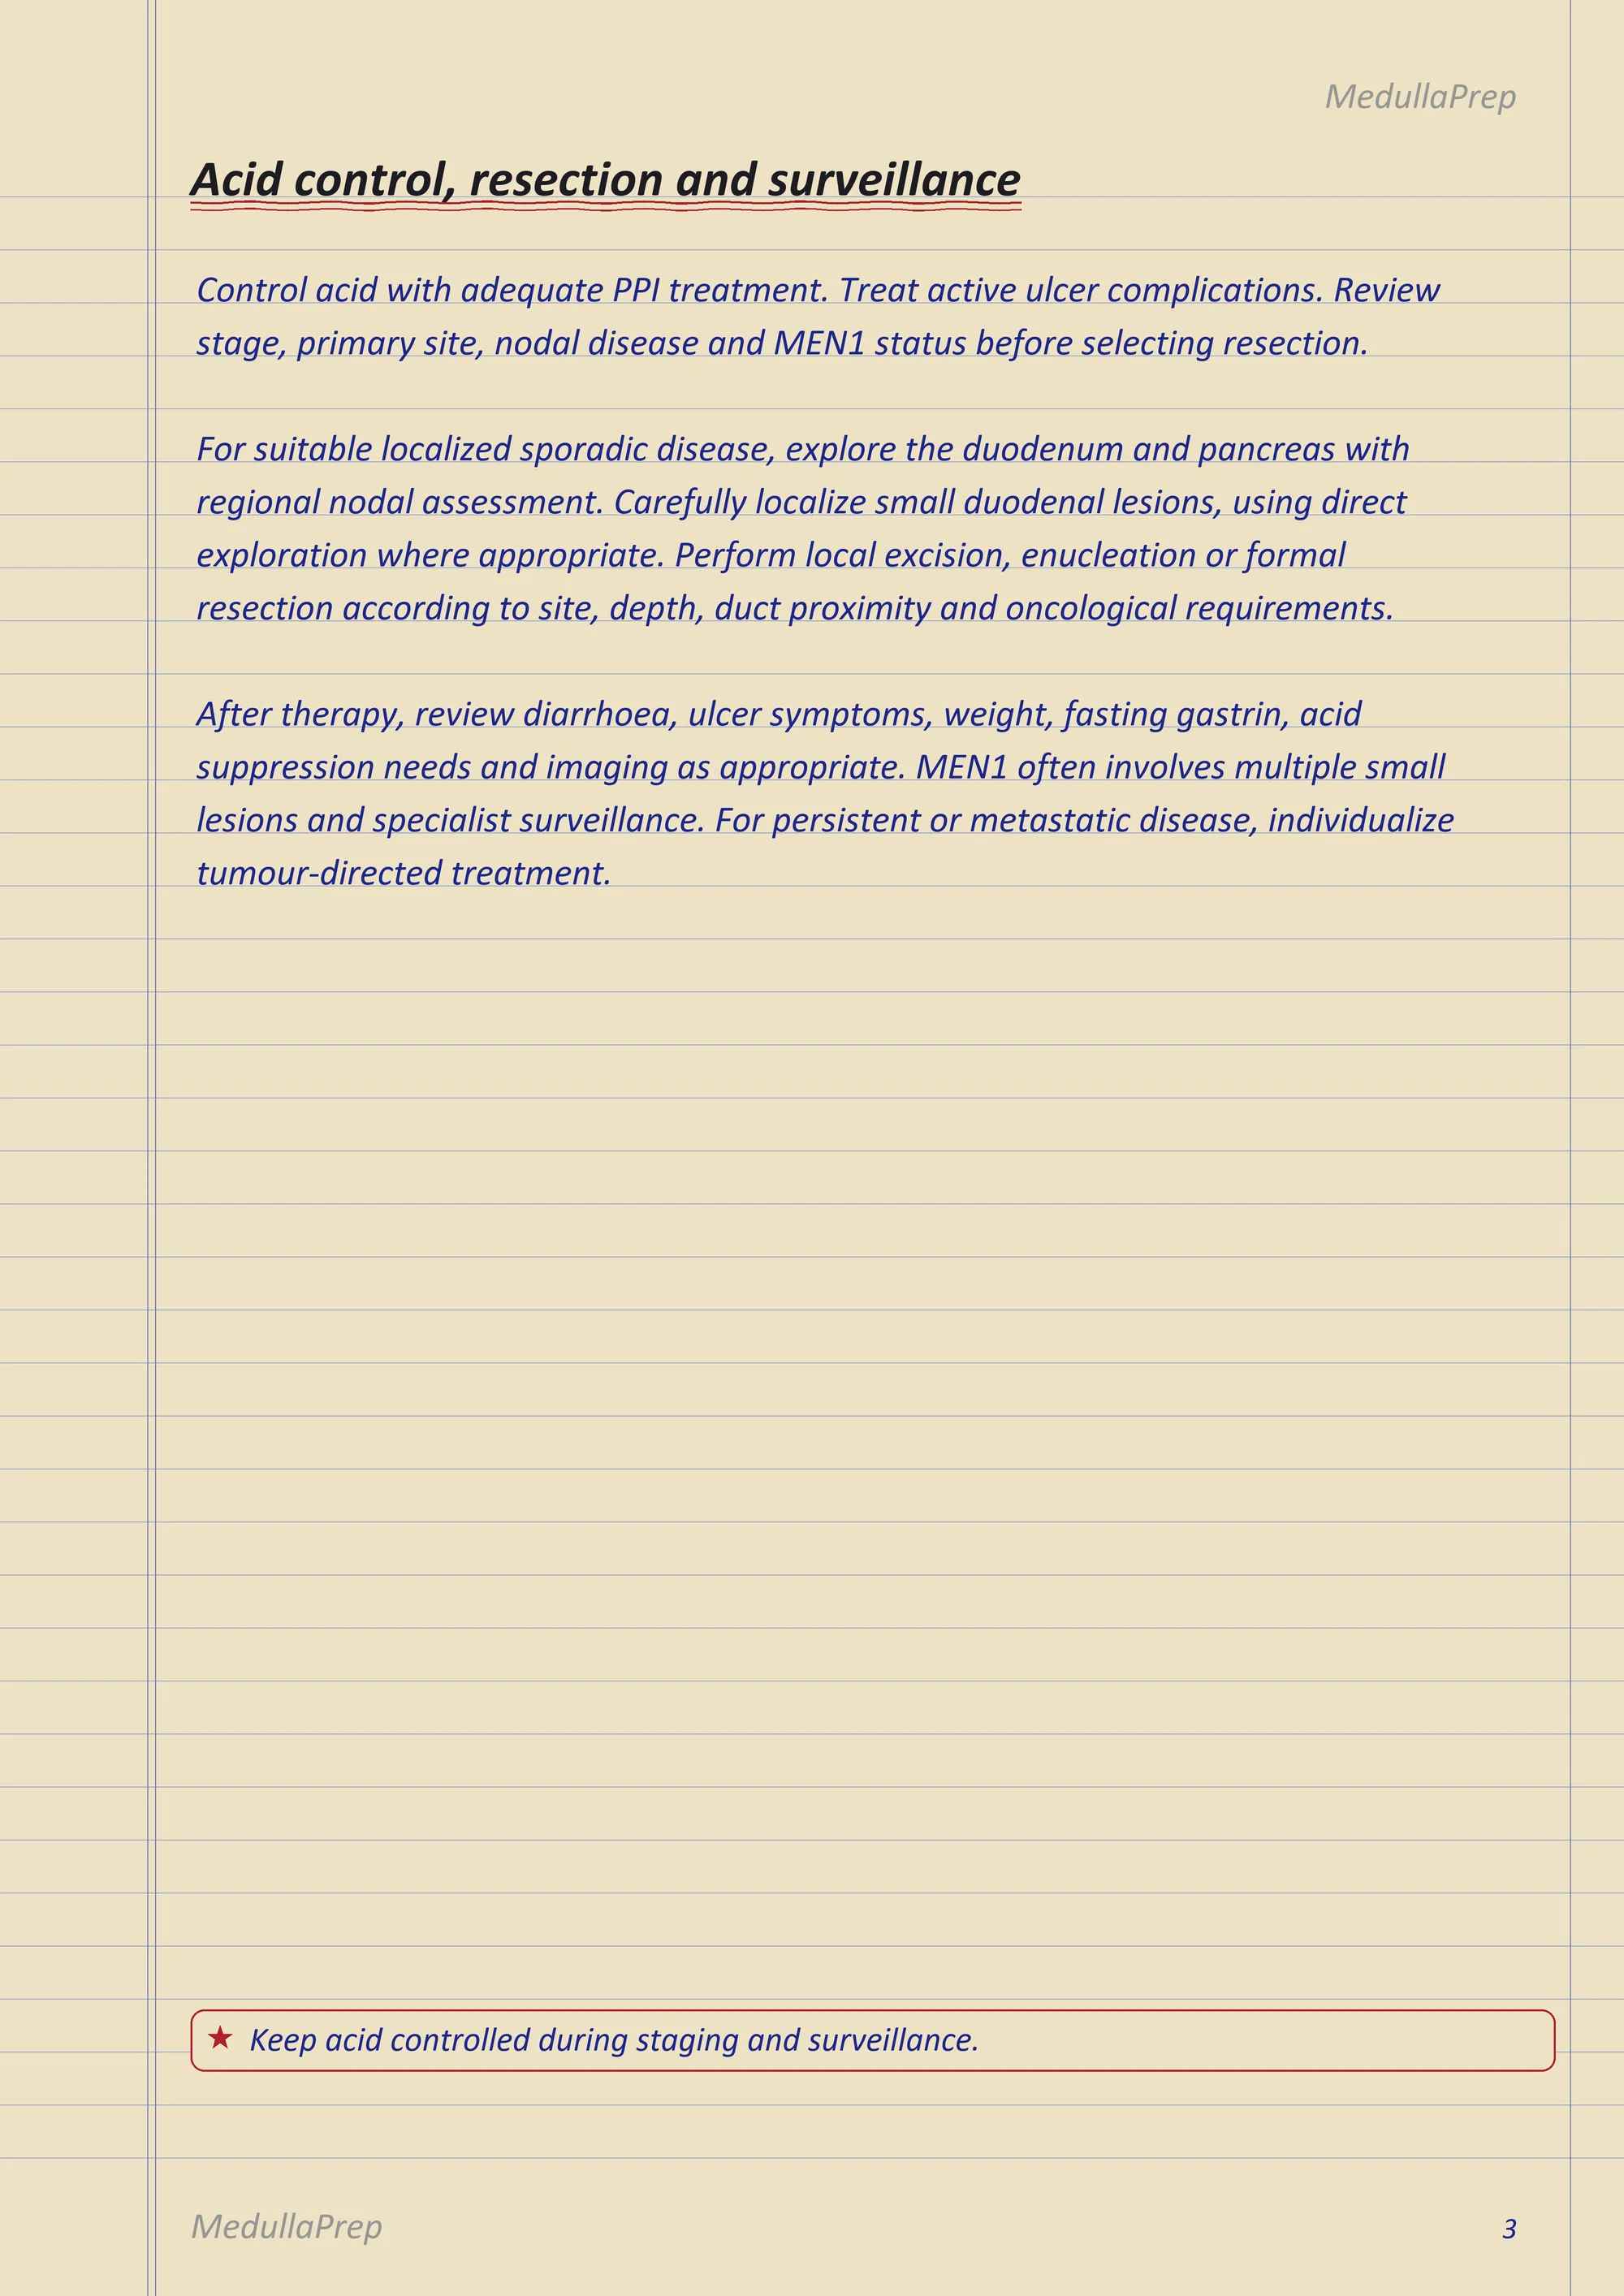 MedullaPrep
Acid control, resection and surveillance
Control acid with adequate PPI treatment. Treat active ulcer complications. Review
stage, primary site, nodal disease and MEN1 status before selecting resection.
For suitable localized sporadic disease, explore the duodenum and pancreas with
regional nodal assessment. Carefully localize small duodenal lesions, using direct
exploration where appropriate. Perform local excision, enucleation or formal
resection according to site, depth, duct proximity and oncological requirements.
After therapy, review diarrhoea, ulcer symptoms, weight, fasting gastrin, acid
suppression needs and imaging as appropriate. MEN1 often involves multiple small
lesions and specialist surveillance. For persistent or metastatic disease, individualize
tumour-directed treatment.
★ Keep acid controlled during staging and surveillance.
MedullaPrep
3